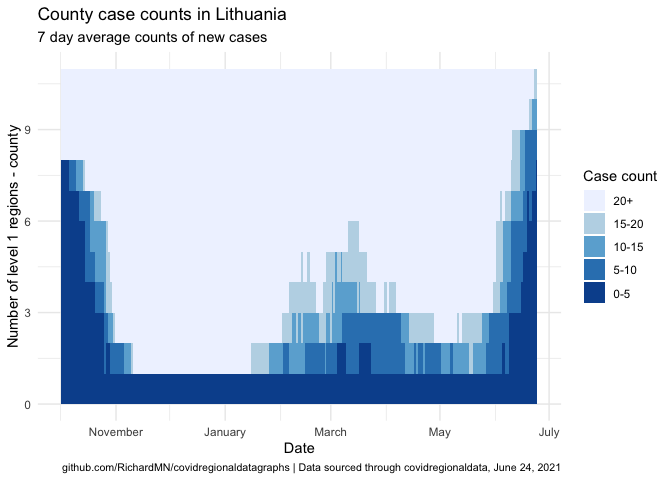 County case counts in Lithuania
7 day average counts of new cases
Number of level 1 regions - county
9
6
3
0
November
January
March
May
July
Date
Case count
20+
15-20
10-15
5-10
0-5
github.com/RichardMN/covidregionaldatagraphs | Data sourced through covidregionaldata, June 24, 2021